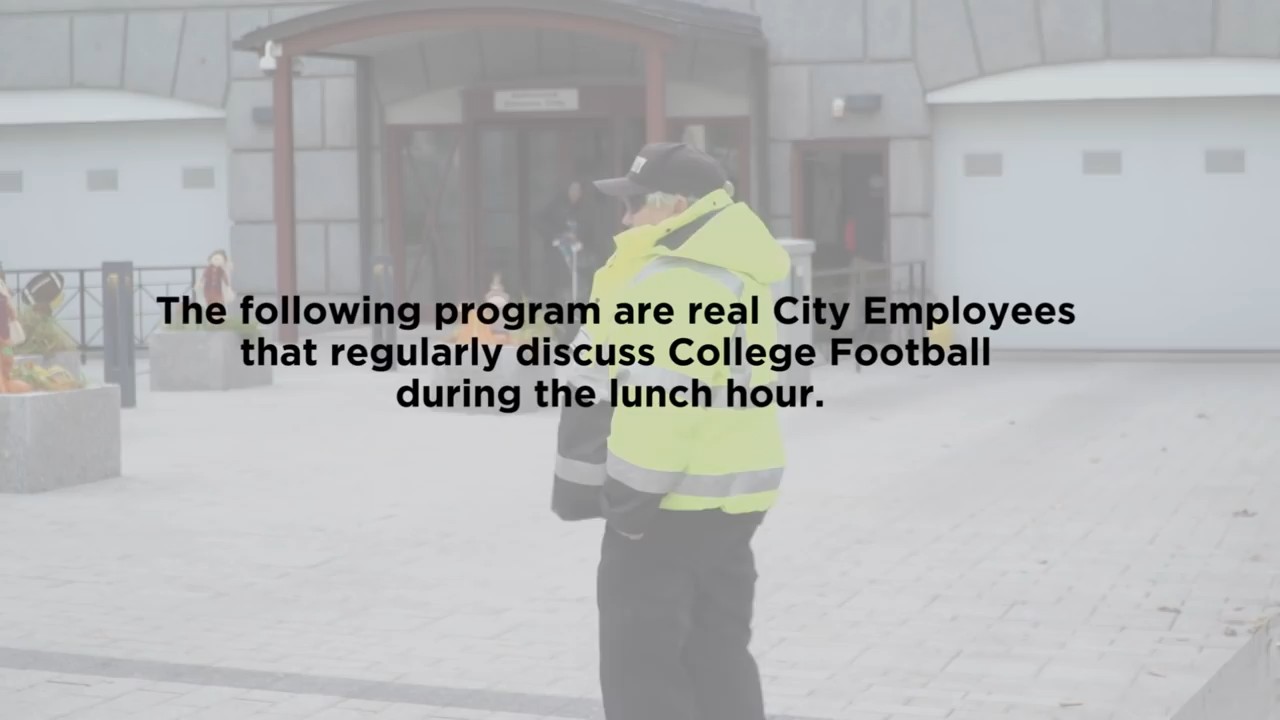 The following program are real City Employees
that regularly discuss College Football
during the lunch hour.